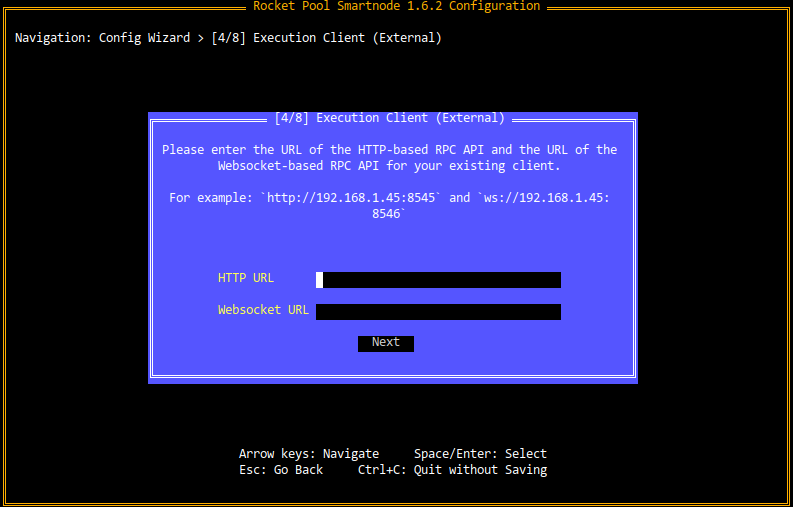 Rocket Pool Smartnode 1.6.2 Configuration
Navigation: Config Wizard > [4/8] Execution Client (External)
[4/8] Execution Client (External)
Please enter the URL of the HTTP-based RPC API and the URL of the
Websocket-based RPC API for your existing client.
For example: `http://192.168.1.45:8545` and `ws://192.168.1.45:
8546`
HTTP URL
Websocket URL
Next
Arrow keys: Navigate     Space/Enter: Select
Esc: Go Back     Ctrl+C: Quit without Saving